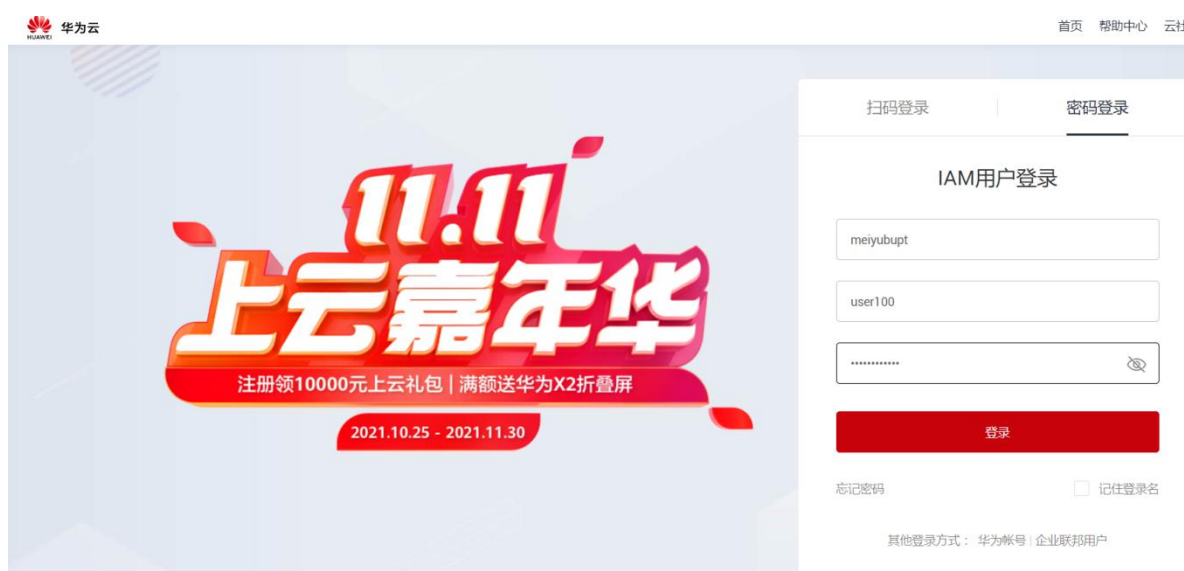 HUAWEI
华为云
首页 帮助中心
扫码登录 密码登录
IAM用户登录
meiyubupt
user100
••••••••••••
登录
忘记密码 记住登录名
其他登录方式： 华为帐号 | 企业联邦用户
11.11
上云嘉年华
注册领10000元上云礼包 | 满额送华为X2折叠屏
2021.10.25 - 2021.11.30